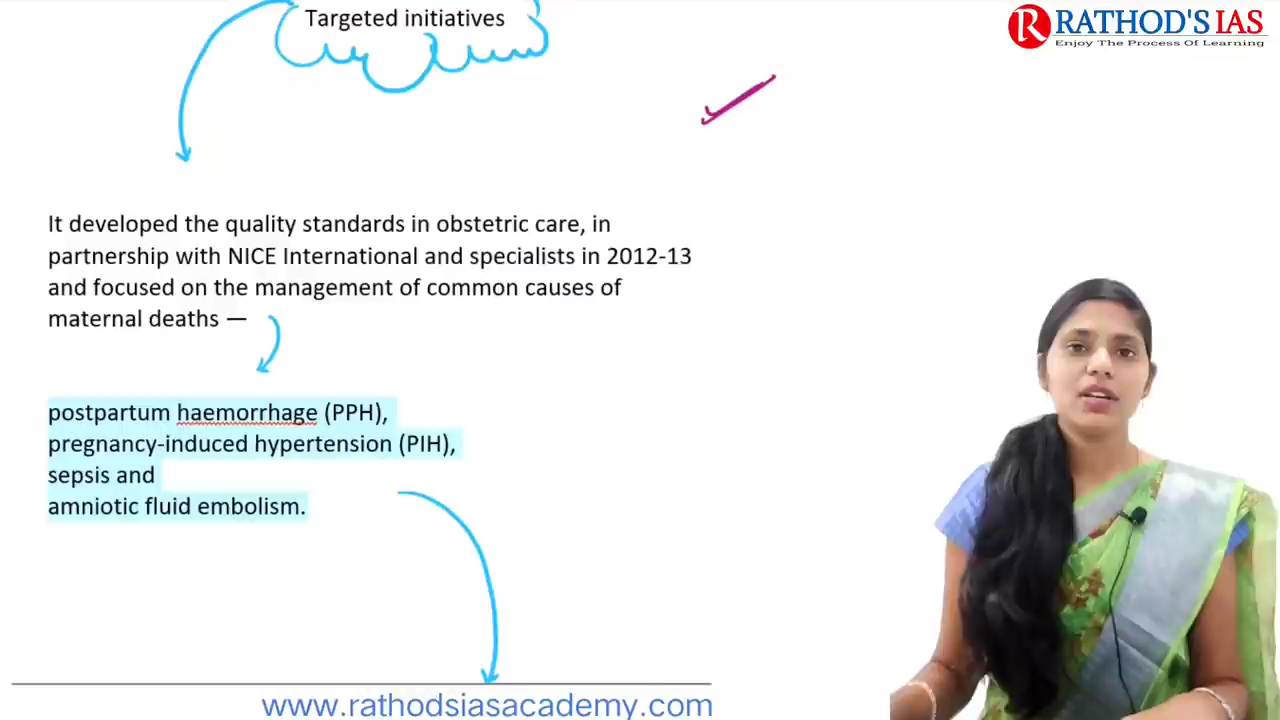 Targeted initiatives
RATHOD'S IAS
Enjoy The Process Of Learning
It developed the quality standards in obstetric care, in
partnership with NICE International and specialists in 2012-13
and focused on the management of common causes of
maternal deaths —
postpartum haemorrhage (PPH),
pregnancy-induced hypertension (PIH),
sepsis and
amniotic fluid embolism.
www.rathodsiasacademy.com